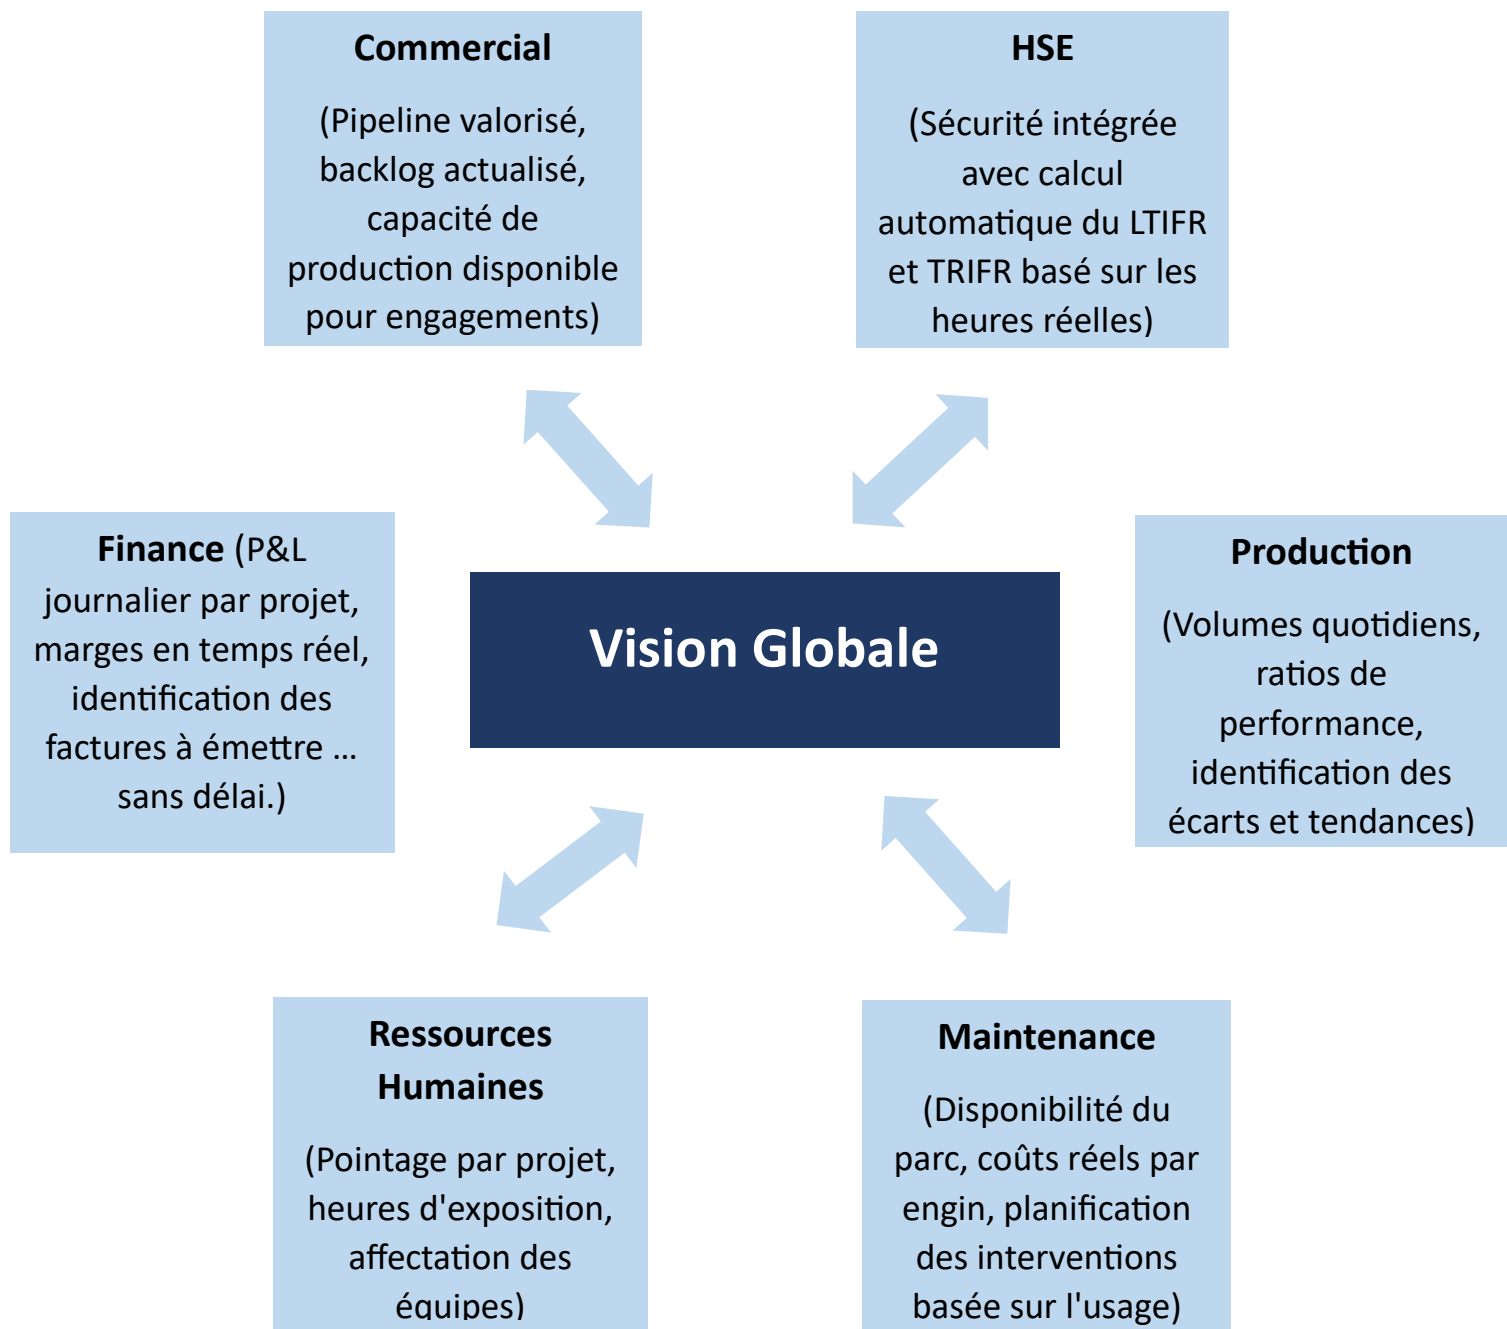 Commercial
(Pipeline valorisé,
backlog actualisé,
capacité de
production disponible
pour engagements)
HSE
(Sécurité intégrée
avec calcul
automatique du LTIFR
et TRIFR basé sur les
heures réelles)
Finance (P&L
journalier par projet,
marges en temps réel,
identification des
factures à émettre ...
sans délai.)
Vision Globale
Production
(Volumes quotidiens,
ratios de
performance,
identification des
écarts et tendances)
Ressources
Humaines
(Pointage par projet,
heures d'exposition,
affectation des
équipes)
Maintenance
(Disponibilité du
parc, coûts réels par
engin, planification
des interventions
basée sur l'usage)